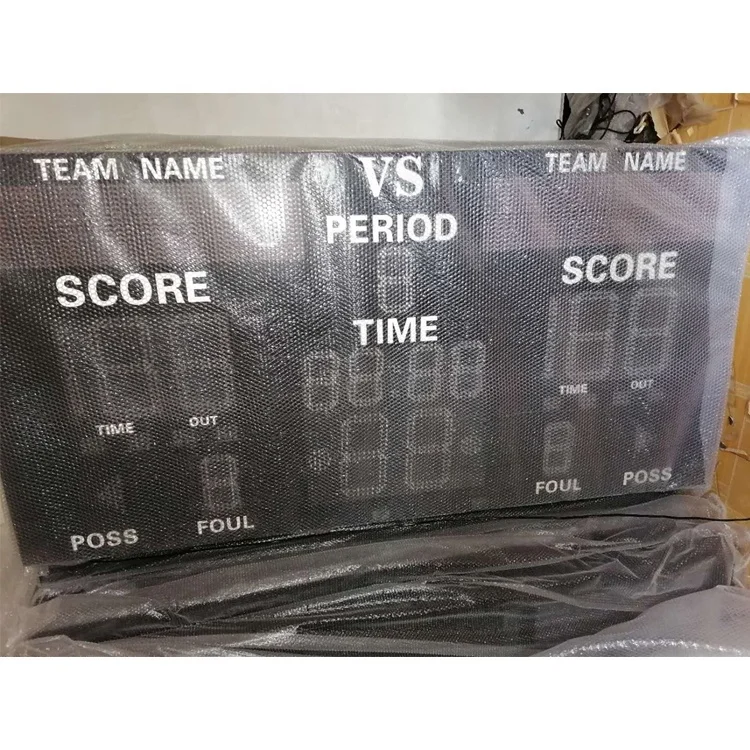 TEAM NAME VS TEAM NAME
PERIOD
SCORE SCORE
TIME
TIME OUT TIME OUT
POSS FOUL FOUL POSS